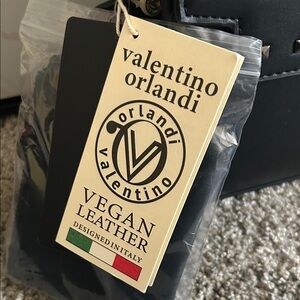 valentino
orlandi
orlandi
V
valentino
VEGAN
LEATHER
DESIGNED IN ITALY